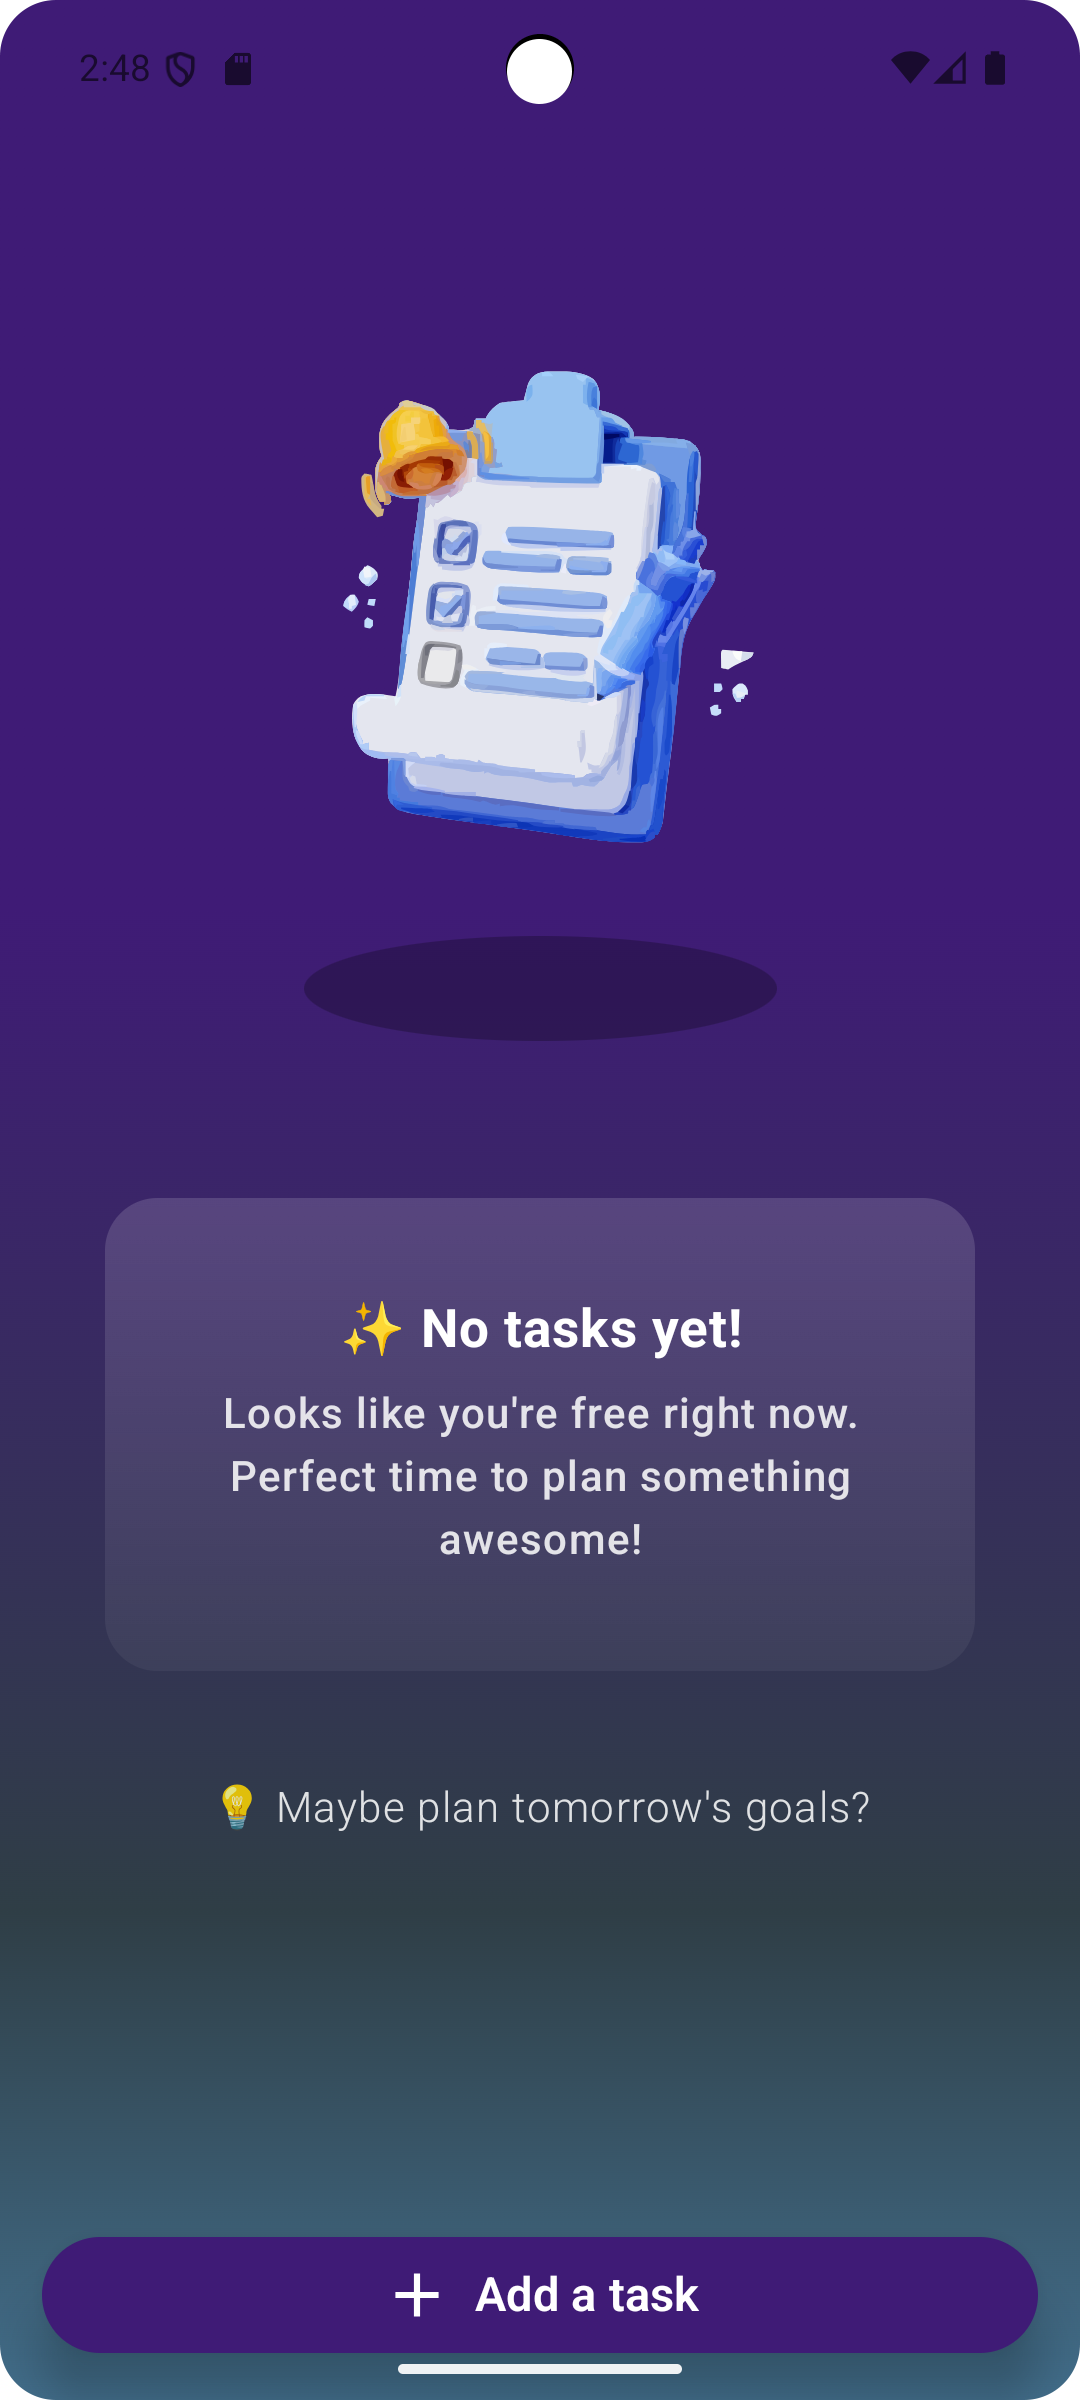 2:48
✨ No tasks yet!
Looks like you're free right now.
Perfect time to plan something
awesome!
💡 Maybe plan tomorrow's goals?
+ Add a task